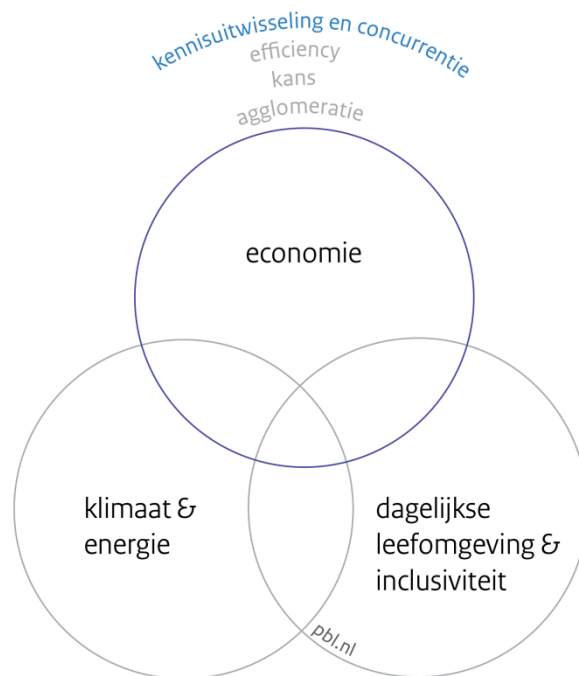 kennisuitwisseling en concurrentie
efficiency
kans
agglomeratie
economie
klimaat &
energie
dagelijkse
leefomgeving &
inclusiviteit
pbl.nl